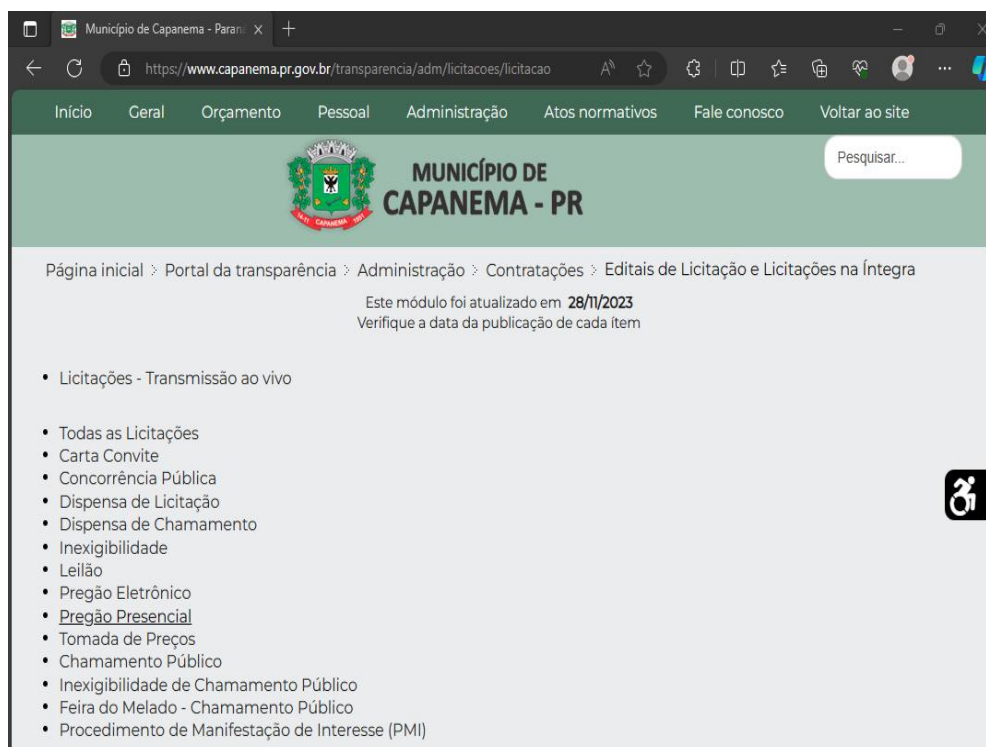 Município de Capanema - Paran
https://www.capanema.pr.gov.br/transparencia/adm/licitacoes/licitacao
Início Geral Orçamento Pessoal Administração Atos normativos Fale conosco Voltar ao site
Pesquisar...
CAPANEMA
MUNICÍPIO DE
CAPANEMA - PR
Página inicial > Portal da transparência > Administração > Contratações > Editais de Licitação e Licitações na Íntegra
Este módulo foi atualizado em 28/11/2023
Verifique a data da publicação de cada ítem
• Licitações - Transmissão ao vivo
• Todas as Licitações
• Carta Convite
• Concorrência Pública
• Dispensa de Licitação
• Dispensa de Chamamento
• Inexigibilidade
• Leilão
• Pregão Eletrônico
• Pregão Presencial
• Tomada de Preços
• Chamamento Público
• Inexigibilidade de Chamamento Público
• Feira do Melado - Chamamento Público
• Procedimento de Manifestação de Interesse (PMI)